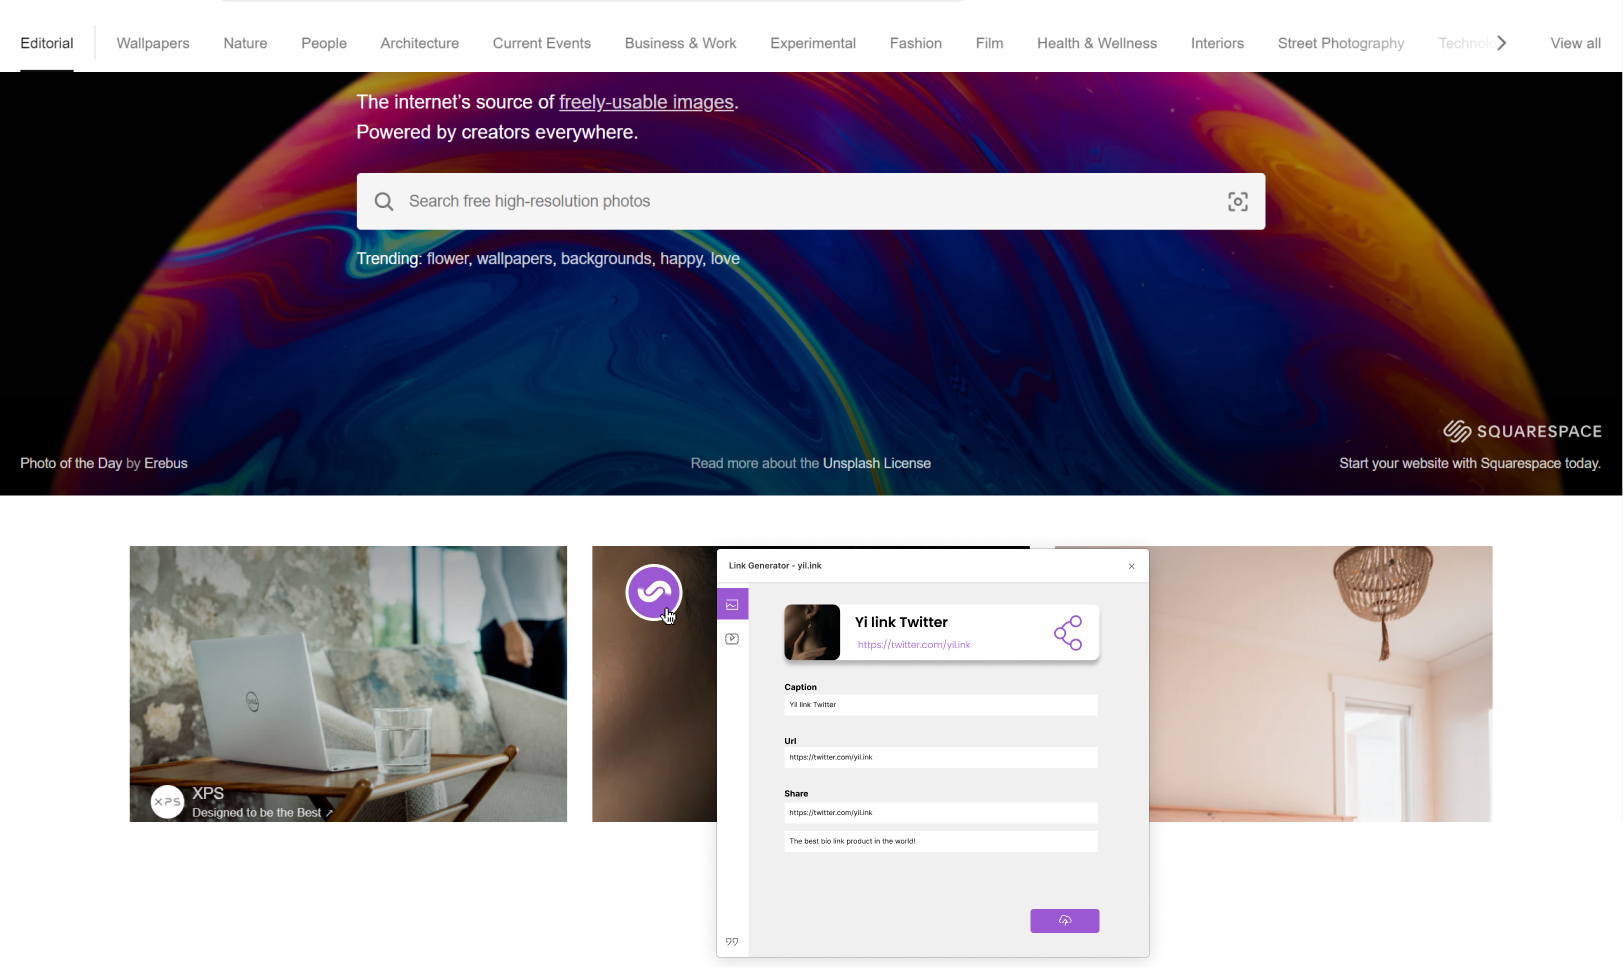 Editorial
Wallpapers
Nature
People
Architecture
Current Events
Business & Work
Experimental
Fashion
Film
Health & Wellness
Interiors
Street Photography
View all
The internet's source of freely-usable images.
Powered by creators everywhere.
Search free high-resolution photos
Trending: flower, wallpapers, backgrounds, happy, love
SQUARESPACE
Photo of the Day by Erebus
Read more about the Unsplash License
Start your website with Squarespace today.
DELL
XPS
XPS
Designed to be the Best ↗
Link Generator - yil.ink
Yi link Twitter
https://twitter.com/yil.ink
Caption
Yil link Twitter
Url
https://twitter.com/yil.ink
Share
https://twitter.com/yil.ink
The best bio link product in the world!